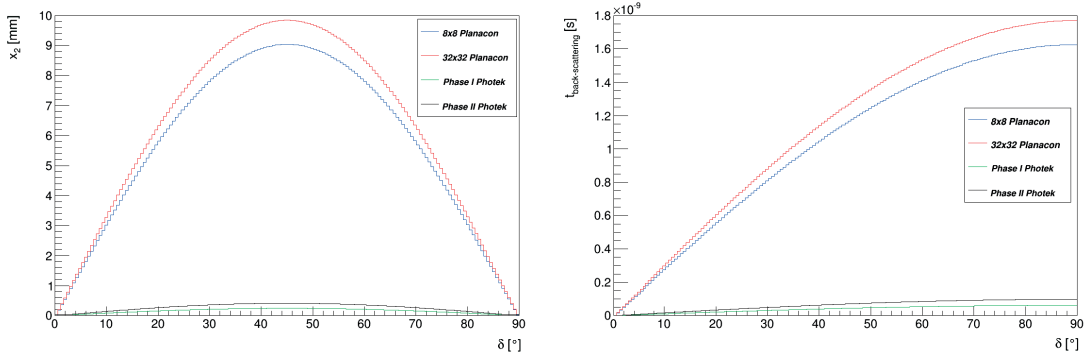 x2 [mm]
10
9
8
7
6
5
4
3
2
1
0
0 10 20 30 40 50 60 70 80 90
δ [°]
8x8 Planacon
32x32 Planacon
Phase I Photek
Phase II Photek
×10^-9
t_back-scattering [s]
1.8
1.6
1.4
1.2
1
0.8
0.6
0.4
0.2
0
0 10 20 30 40 50 60 70 80 90
δ [°]
8x8 Planacon
32x32 Planacon
Phase I Photek
Phase II Photek